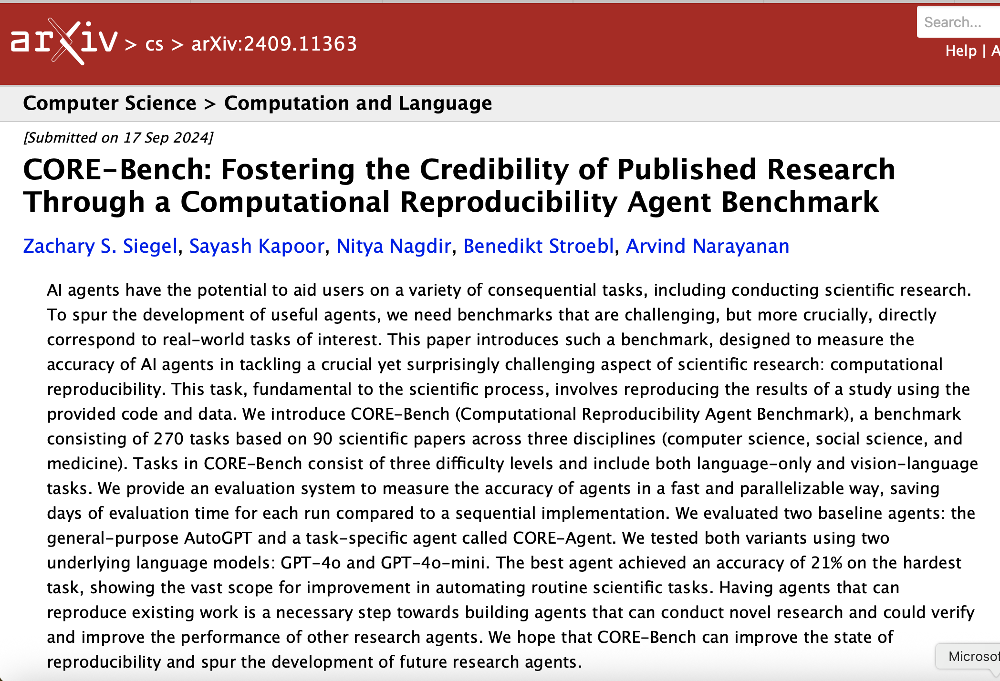 Search...
arXiv > cs > arXiv:2409.11363
Help | A
Computer Science > Computation and Language
[Submitted on 17 Sep 2024]
CORE-Bench: Fostering the Credibility of Published Research
Through a Computational Reproducibility Agent Benchmark
Zachary S. Siegel, Sayash Kapoor, Nitya Nagdir, Benedikt Stroebl, Arvind Narayanan
AI agents have the potential to aid users on a variety of consequential tasks, including conducting scientific research.
To spur the development of useful agents, we need benchmarks that are challenging, but more crucially, directly
correspond to real-world tasks of interest. This paper introduces such a benchmark, designed to measure the
accuracy of AI agents in tackling a crucial yet surprisingly challenging aspect of scientific research: computational
reproducibility. This task, fundamental to the scientific process, involves reproducing the results of a study using the
provided code and data. We introduce CORE-Bench (Computational Reproducibility Agent Benchmark), a benchmark
consisting of 270 tasks based on 90 scientific papers across three disciplines (computer science, social science, and
medicine). Tasks in CORE-Bench consist of three difficulty levels and include both language-only and vision-language
tasks. We provide an evaluation system to measure the accuracy of agents in a fast and parallelizable way, saving
days of evaluation time for each run compared to a sequential implementation. We evaluated two baseline agents: the
general-purpose AutoGPT and a task-specific agent called CORE-Agent. We tested both variants using two
underlying language models: GPT-4o and GPT-4o-mini. The best agent achieved an accuracy of 21% on the hardest
task, showing the vast scope for improvement in automating routine scientific tasks. Having agents that can
reproduce existing work is a necessary step towards building agents that can conduct novel research and could verify
and improve the performance of other research agents. We hope that CORE-Bench can improve the state of
reproducibility and spur the development of future research agents.
Microsof